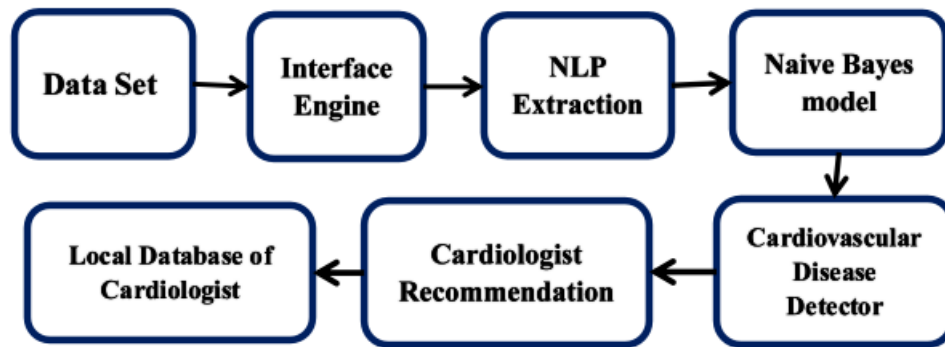 Data Set
Interface
Engine
NLP
Extraction
Naive Bayes
model
Cardiovascular
Disease
Detector
Cardiologist
Recommendation
Local Database of
Cardiologist